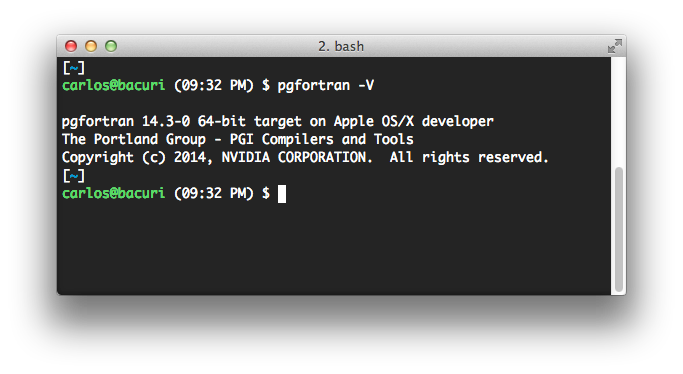 2. bash
[~]
carlos@bacuri (09:32 PM) $ pgfortran -V
pgfortran 14.3-0 64-bit target on Apple OS/X developer
The Portland Group - PGI Compilers and Tools
Copyright (c) 2014, NVIDIA CORPORATION.  All rights reserved.
[~]
carlos@bacuri (09:32 PM) $